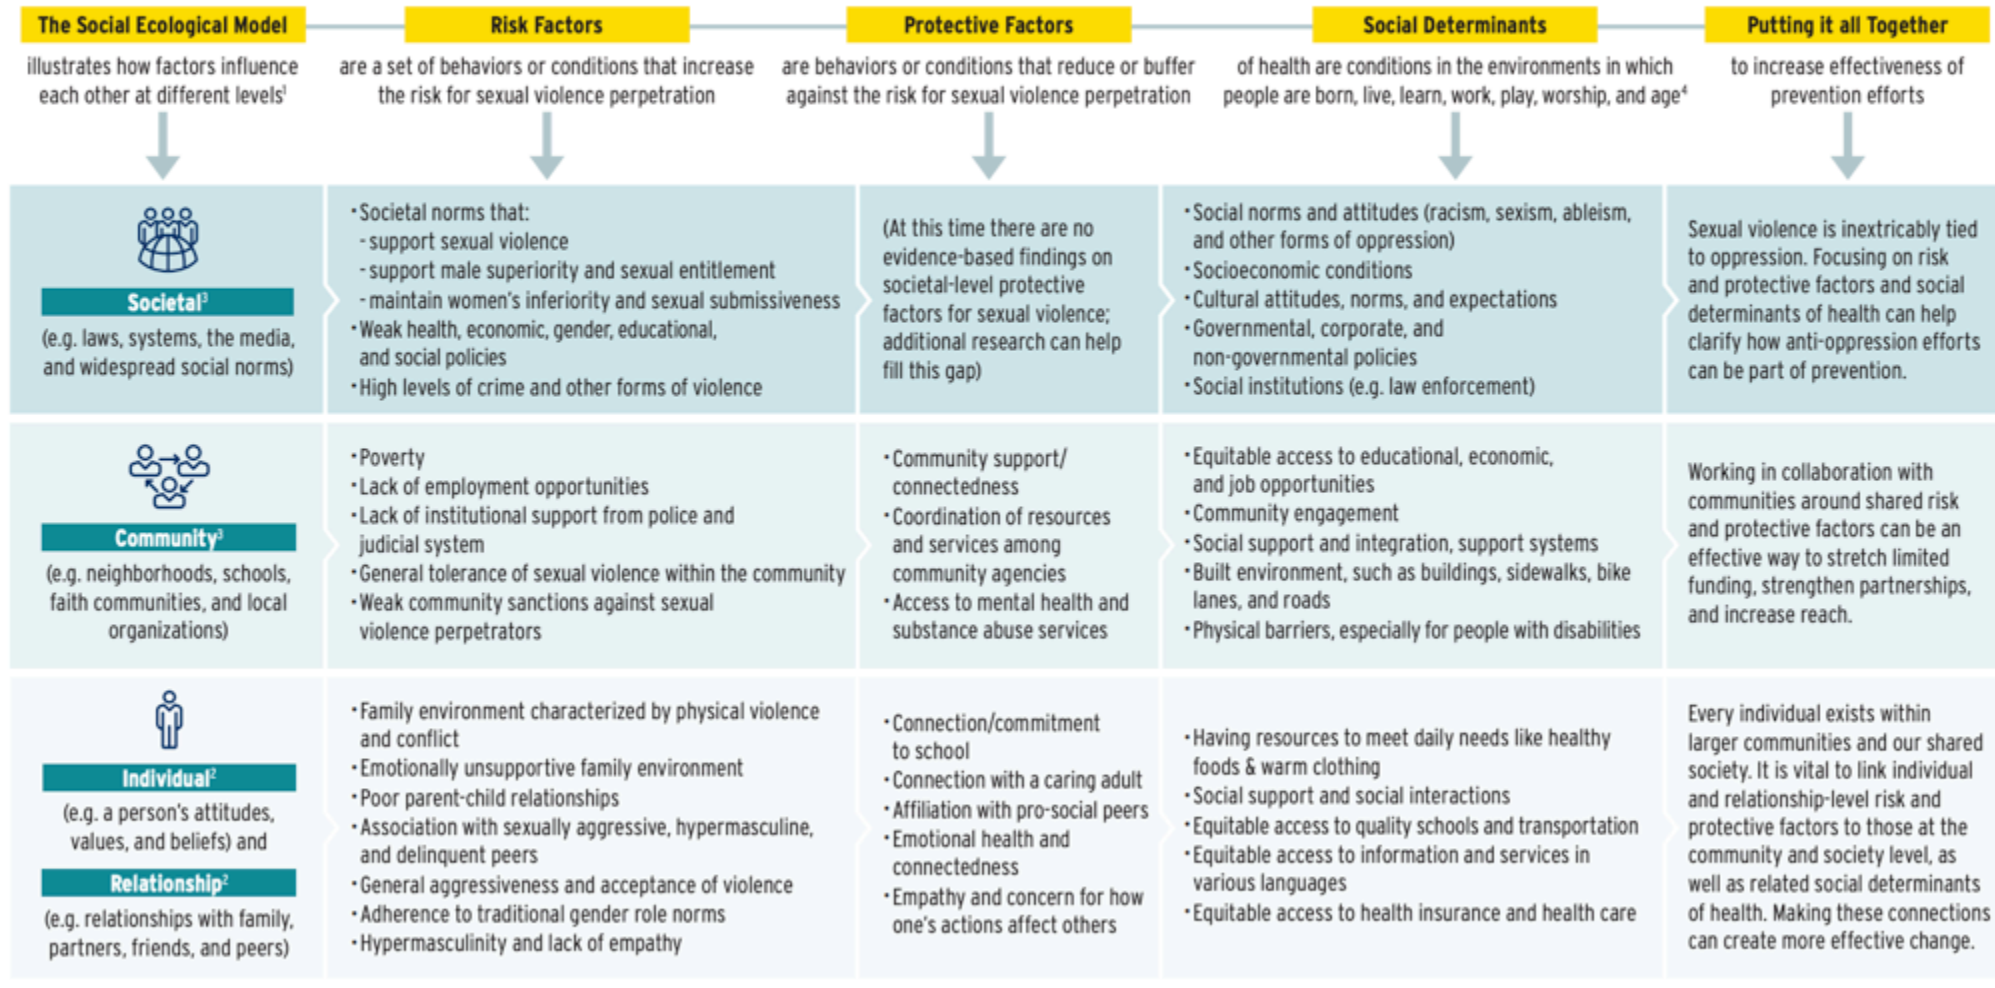 The Social Ecological Model
illustrates how factors influence
each other at different levels¹
Risk Factors
are a set of behaviors or conditions that increase
the risk for sexual violence perpetration
Protective Factors
are behaviors or conditions that reduce or buffer
against the risk for sexual violence perpetration
Social Determinants
of health are conditions in the environments in which
people are born, live, learn, work, play, worship, and age⁴
Putting it all Together
to increase effectiveness of
prevention efforts
Societal³
(e.g. laws, systems, the media,
and widespread social norms)
• Societal norms that:
- support sexual violence
- support male superiority and sexual entitlement
- maintain women's inferiority and sexual submissiveness
• Weak health, economic, gender, educational,
and social policies
• High levels of crime and other forms of violence
(At this time there are no
evidence-based findings on
societal-level protective
factors for sexual violence;
additional research can help
fill this gap)
• Social norms and attitudes (racism, sexism, ableism,
and other forms of oppression)
• Socioeconomic conditions
• Cultural attitudes, norms, and expectations
• Governmental, corporate, and
non-governmental policies
• Social institutions (e.g. law enforcement)
Sexual violence is inextricably tied
to oppression. Focusing on risk
and protective factors and social
determinants of health can help
clarify how anti-oppression efforts
can be part of prevention.
Community³
(e.g. neighborhoods, schools,
faith communities, and local
organizations)
• Poverty
• Lack of employment opportunities
• Lack of institutional support from police and
judicial system
• General tolerance of sexual violence within the community
• Weak community sanctions against sexual
violence perpetrators
• Community support/
connectedness
• Coordination of resources
and services among
community agencies
• Access to mental health and
substance abuse services
• Equitable access to educational, economic,
and job opportunities
• Community engagement
• Social support and integration, support systems
• Built environment, such as buildings, sidewalks, bike
lanes, and roads
• Physical barriers, especially for people with disabilities
Working in collaboration with
communities around shared risk
and protective factors can be an
effective way to stretch limited
funding, strengthen partnerships,
and increase reach.
Individual²
(e.g. a person's attitudes,
values, and beliefs) and
Relationship²
(e.g. relationships with family,
partners, friends, and peers)
• Family environment characterized by physical violence
and conflict
• Emotionally unsupportive family environment
• Poor parent-child relationships
• Association with sexually aggressive, hypermasculine,
and delinquent peers
• General aggressiveness and acceptance of violence
• Adherence to traditional gender role norms
• Hypermasculinity and lack of empathy
• Connection/commitment
to school
• Connection with a caring adult
• Affiliation with pro-social peers
• Emotional health and
connectedness
• Empathy and concern for how
one's actions affect others
• Having resources to meet daily needs like healthy
foods & warm clothing
• Social support and social interactions
• Equitable access to quality schools and transportation
• Equitable access to information and services in
various languages
• Equitable access to health insurance and health care
Every individual exists within
larger communities and our shared
society. It is vital to link individual
and relationship-level risk and
protective factors to those at the
community and society level, as
well as related social determinants
of health. Making these connections
can create more effective change.